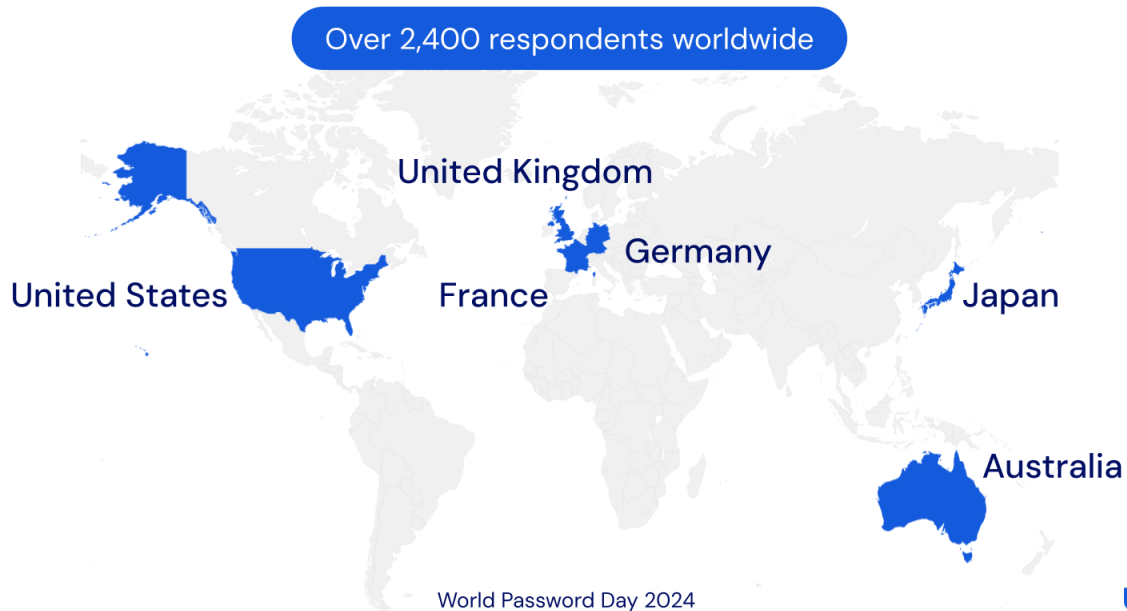 Over 2,400 respondents worldwide
United Kingdom
Germany
United States
France
Japan
Australia
World Password Day 2024